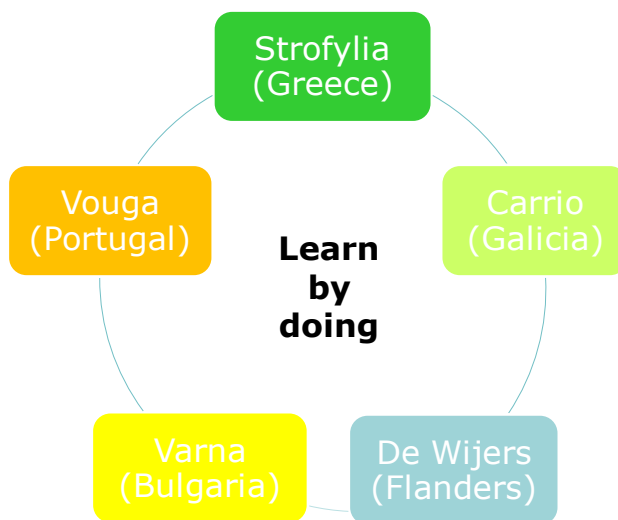 Strofylia
(Greece)
Vouga
(Portugal)
Carrio
(Galicia)
Learn
by
doing
Varna
(Bulgaria)
De Wijers
(Flanders)